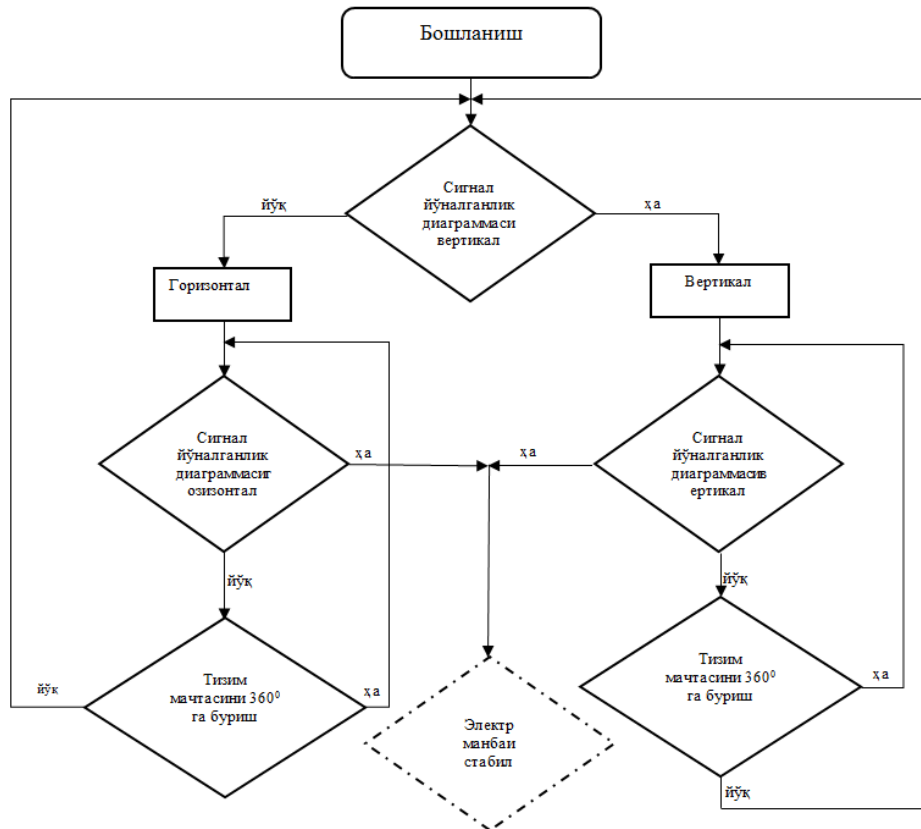 Бошланиш
Сигнал
йўналганлик
диаграммаси
вертикал
йўқ
ҳа
Горизонтал
Вертикал
Сигнал
йўналганлик
диаграммасиг
озизонтал
ҳа
ҳа
Сигнал
йўналганлик
диаграммасив
ертикал
йўқ
йўқ
Тизим
мачтасини 360⁰
га буриш
йўқ
ҳа
Тизим
мачтасини 360⁰
га буриш
ҳа
Электр
манбаи
стабил
йўқ